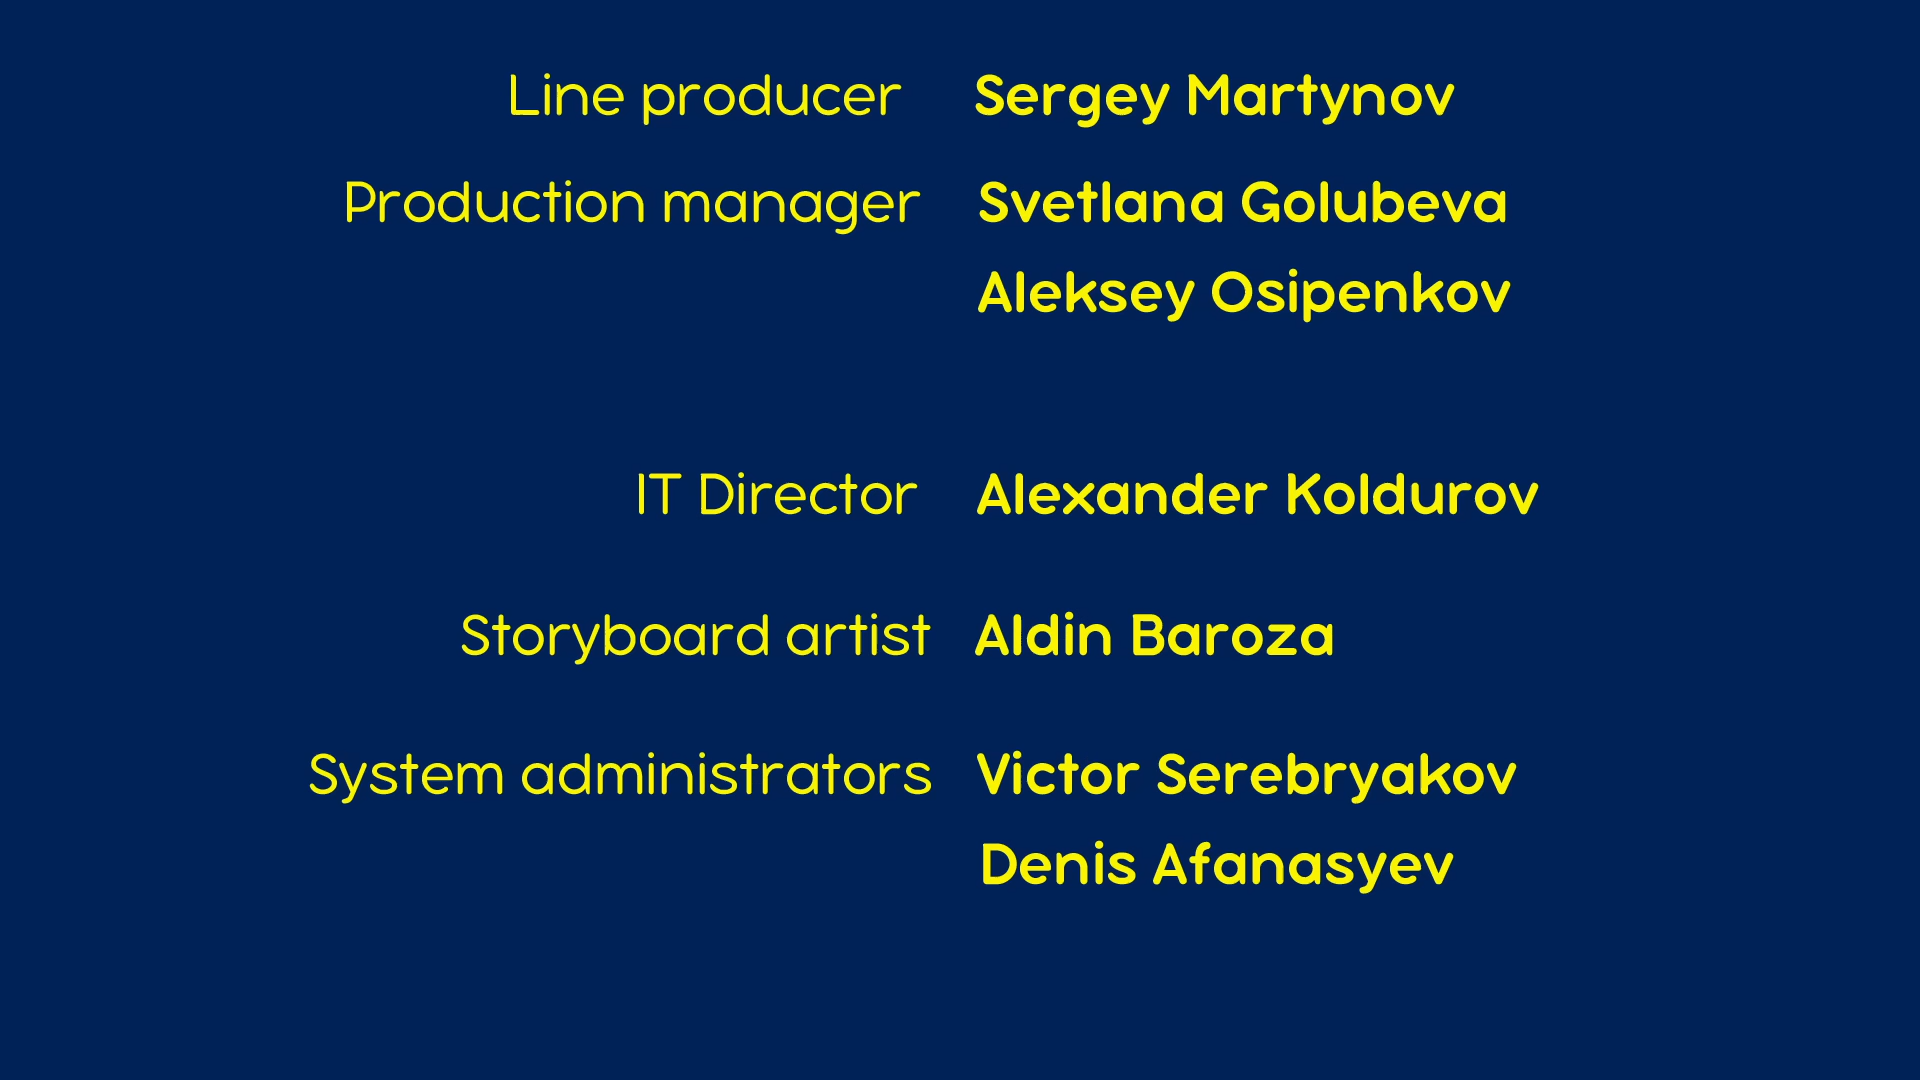 Line producer Sergey Martynov
Production manager Svetlana Golubeva
Aleksey Osipenkov
IT Director Alexander Koldurov
Storyboard artist Aldin Baroza
System administrators Victor Serebryakov
Denis Afanasyev